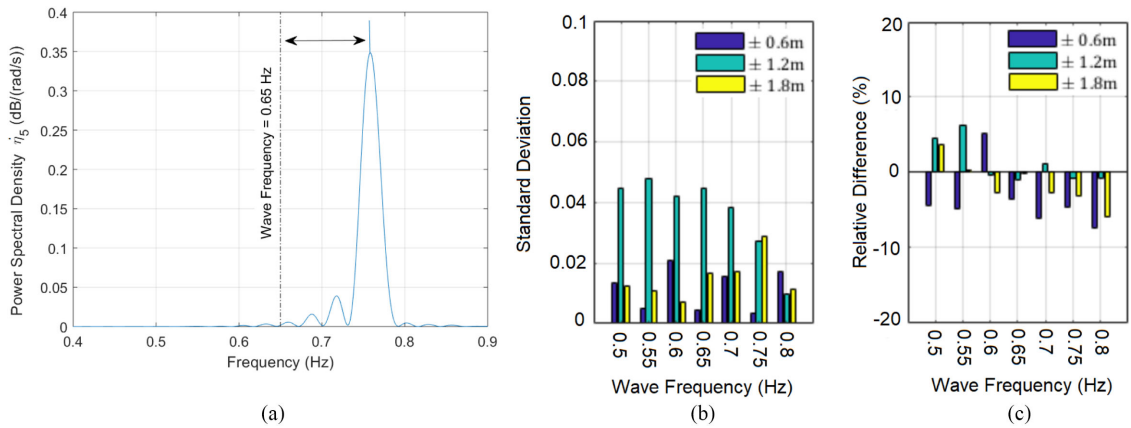 Power Spectral Density η̇₅ (dB/(rad/s))
0.4
0.35
0.3
0.25
0.2
0.15
0.1
0.05
0
Wave Frequency = 0.65 Hz
0.4 0.5 0.6 0.7 0.8 0.9
Frequency (Hz)
(a)
Standard Deviation
0.1
0.08
0.06
0.04
0.02
0
± 0.6m
± 1.2m
± 1.8m
0.5 0.55 0.6 0.65 0.7 0.75 0.8
Wave Frequency (Hz)
(b)
Relative Difference (%)
20
10
0
-10
-20
± 0.6m
± 1.2m
± 1.8m
0.5 0.55 0.6 0.65 0.7 0.75 0.8
Wave Frequency (Hz)
(c)